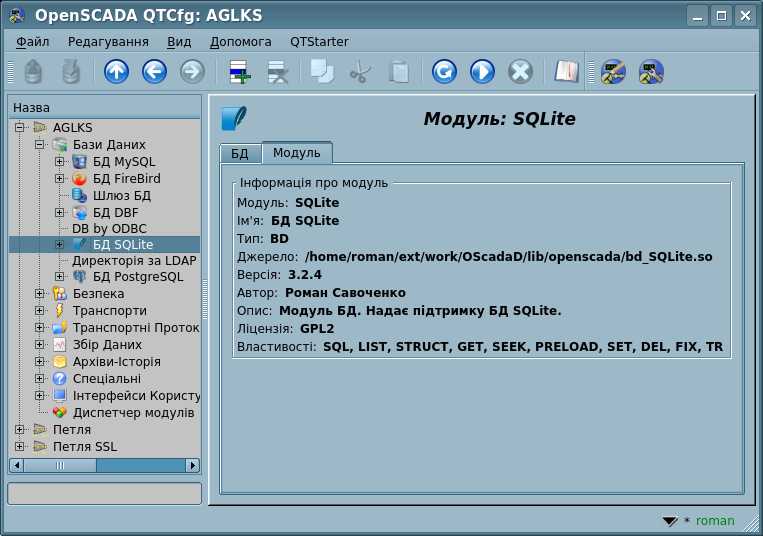 OpenSCADA QTCfg: AGLKS
Файл Редагування Вид Допомога QTStarter
Назва
AGLKS
Бази Даних
БД MySQL
БД FireBird
Шлюз БД
БД DBF
DB by ODBC
БД SQLite
Директорія за LDAP
БД PostgreSQL
Безпека
Транспорти
Транспортні Проток
Збір Даних
Архіви-Історія
Спеціальні
Інтерфейси Користу
Диспетчер модулів
Петля
Петля SSL
Модуль: SQLite
БД Модуль
Інформація про модуль
Модуль: SQLite
Ім'я: БД SQLite
Тип: BD
Джерело: /home/roman/ext/work/OScadaD/lib/openscada/bd_SQLite.so
Версія: 3.2.4
Автор: Роман Савоченко
Опис: Модуль БД. Надає підтримку БД SQLite.
Ліцензія: GPL2
Властивості: SQL, LIST, STRUCT, GET, SEEK, PRELOAD, SET, DEL, FIX, TR
* roman